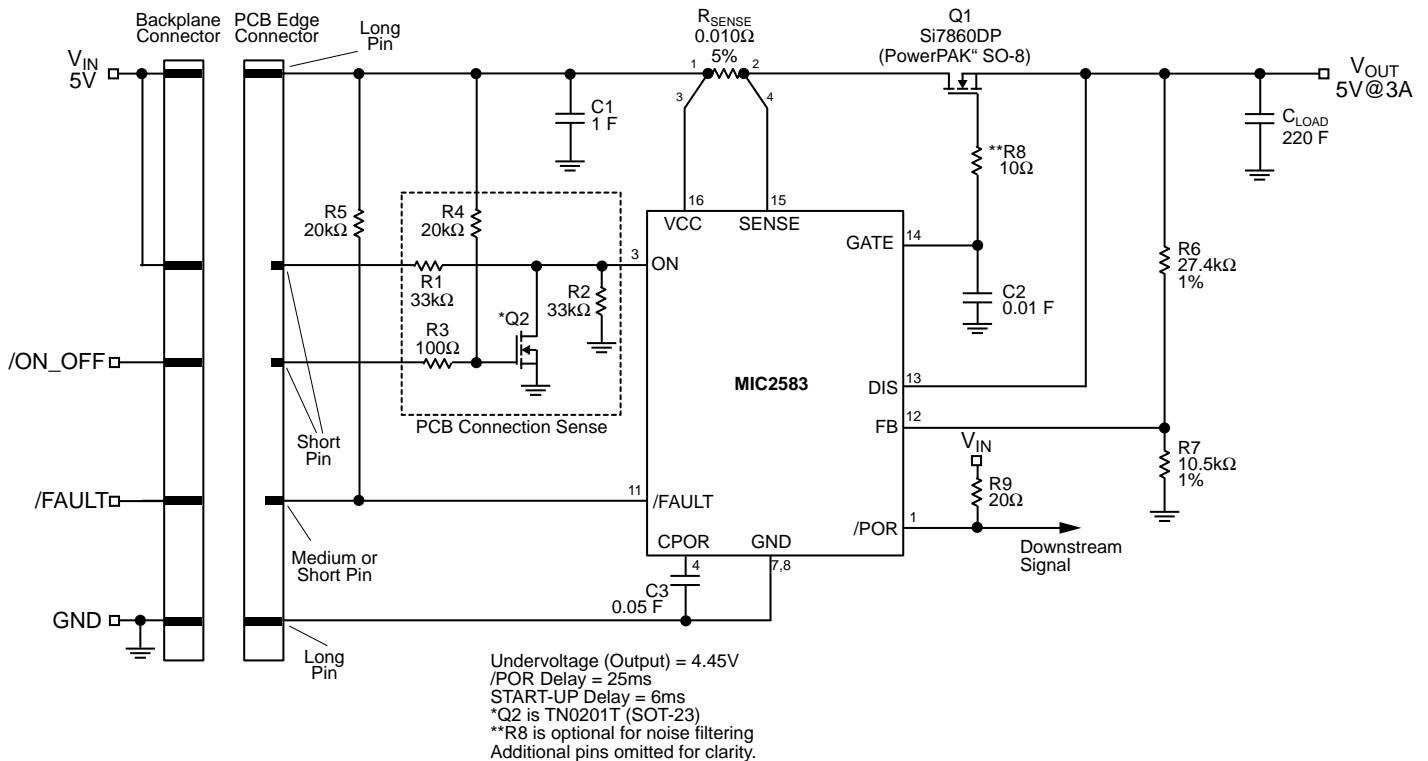 Backplane
Connector
PCB Edge
Connector
Long
Pin
RSENSE
0.010Ω
5%
Q1
Si7860DP
(PowerPAK“ SO-8)
VIN
5V
1
2
3
4
C1
1 F
VOUT
5V@3A
CLOAD
220 F
**R8
10Ω
R5
20kΩ
R4
20kΩ
16
VCC
15
SENSE
GATE
14
3
ON
R1
33kΩ
R2
33kΩ
*Q2
R3
100Ω
C2
0.01 F
R6
27.4kΩ
1%
/ON_OFF
PCB Connection Sense
MIC2583
DIS
13
FB
12
Short
Pin
VIN
R7
10.5kΩ
1%
R9
20Ω
/FAULT
11
/FAULT
/POR
1
Downstream
Signal
Medium or
Short Pin
CPOR
4
GND
7,8
C3
0.05 F
GND
Long
Pin
Undervoltage (Output) = 4.45V
/POR Delay = 25ms
START-UP Delay = 6ms
*Q2 is TN0201T (SOT-23)
**R8 is optional for noise filtering
Additional pins omitted for clarity.